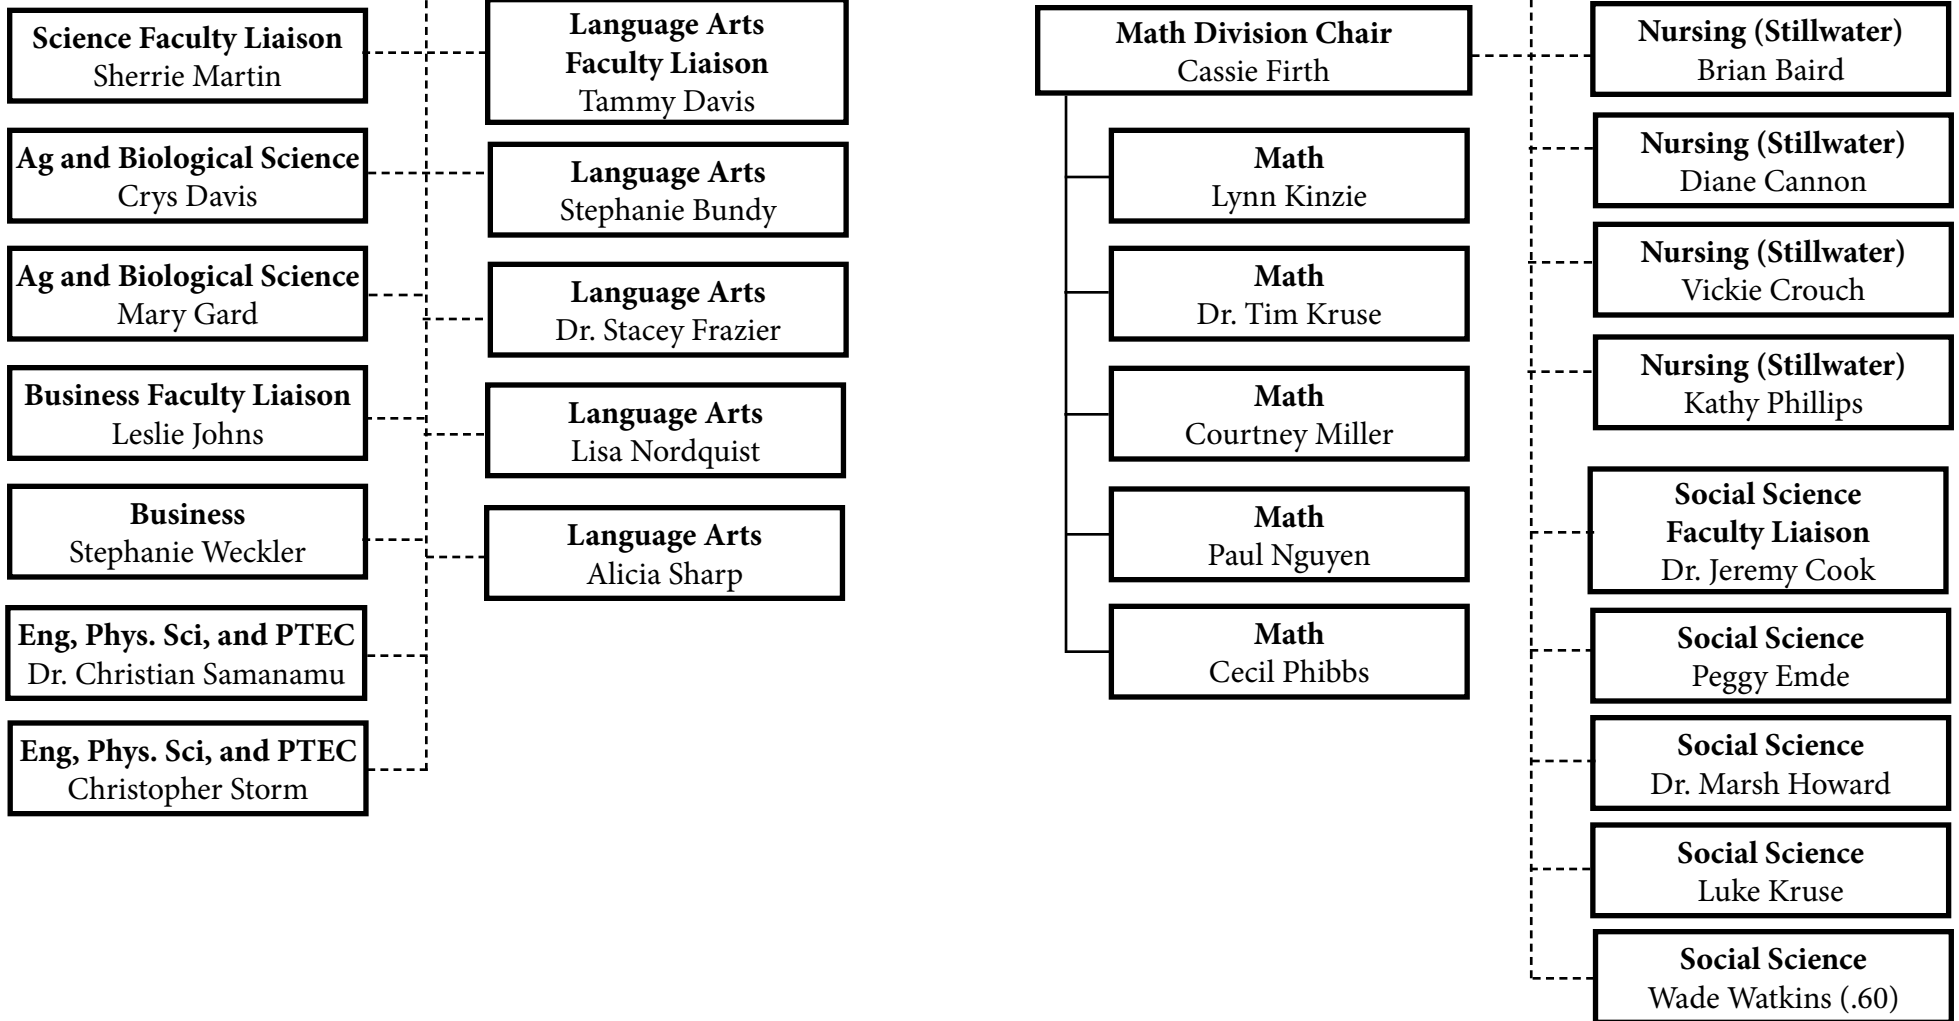 Science Faculty Liaison
Sherrie Martin
Ag and Biological Science
Crys Davis
Ag and Biological Science
Mary Gard
Business Faculty Liaison
Leslie Johns
Business
Stephanie Weckler
Eng, Phys. Sci, and PTEC
Dr. Christian Samanamu
Eng, Phys. Sci, and PTEC
Christopher Storm
Language Arts
Faculty Liaison
Tammy Davis
Language Arts
Stephanie Bundy
Language Arts
Dr. Stacey Frazier
Language Arts
Lisa Nordquist
Language Arts
Alicia Sharp
Math Division Chair
Cassie Firth
Math
Lynn Kinzie
Math
Dr. Tim Kruse
Math
Courtney Miller
Math
Paul Nguyen
Math
Cecil Phibbs
Nursing (Stillwater)
Brian Baird
Nursing (Stillwater)
Diane Cannon
Nursing (Stillwater)
Vickie Crouch
Nursing (Stillwater)
Kathy Phillips
Social Science
Faculty Liaison
Dr. Jeremy Cook
Social Science
Peggy Emde
Social Science
Dr. Marsh Howard
Social Science
Luke Kruse
Social Science
Wade Watkins (.60)